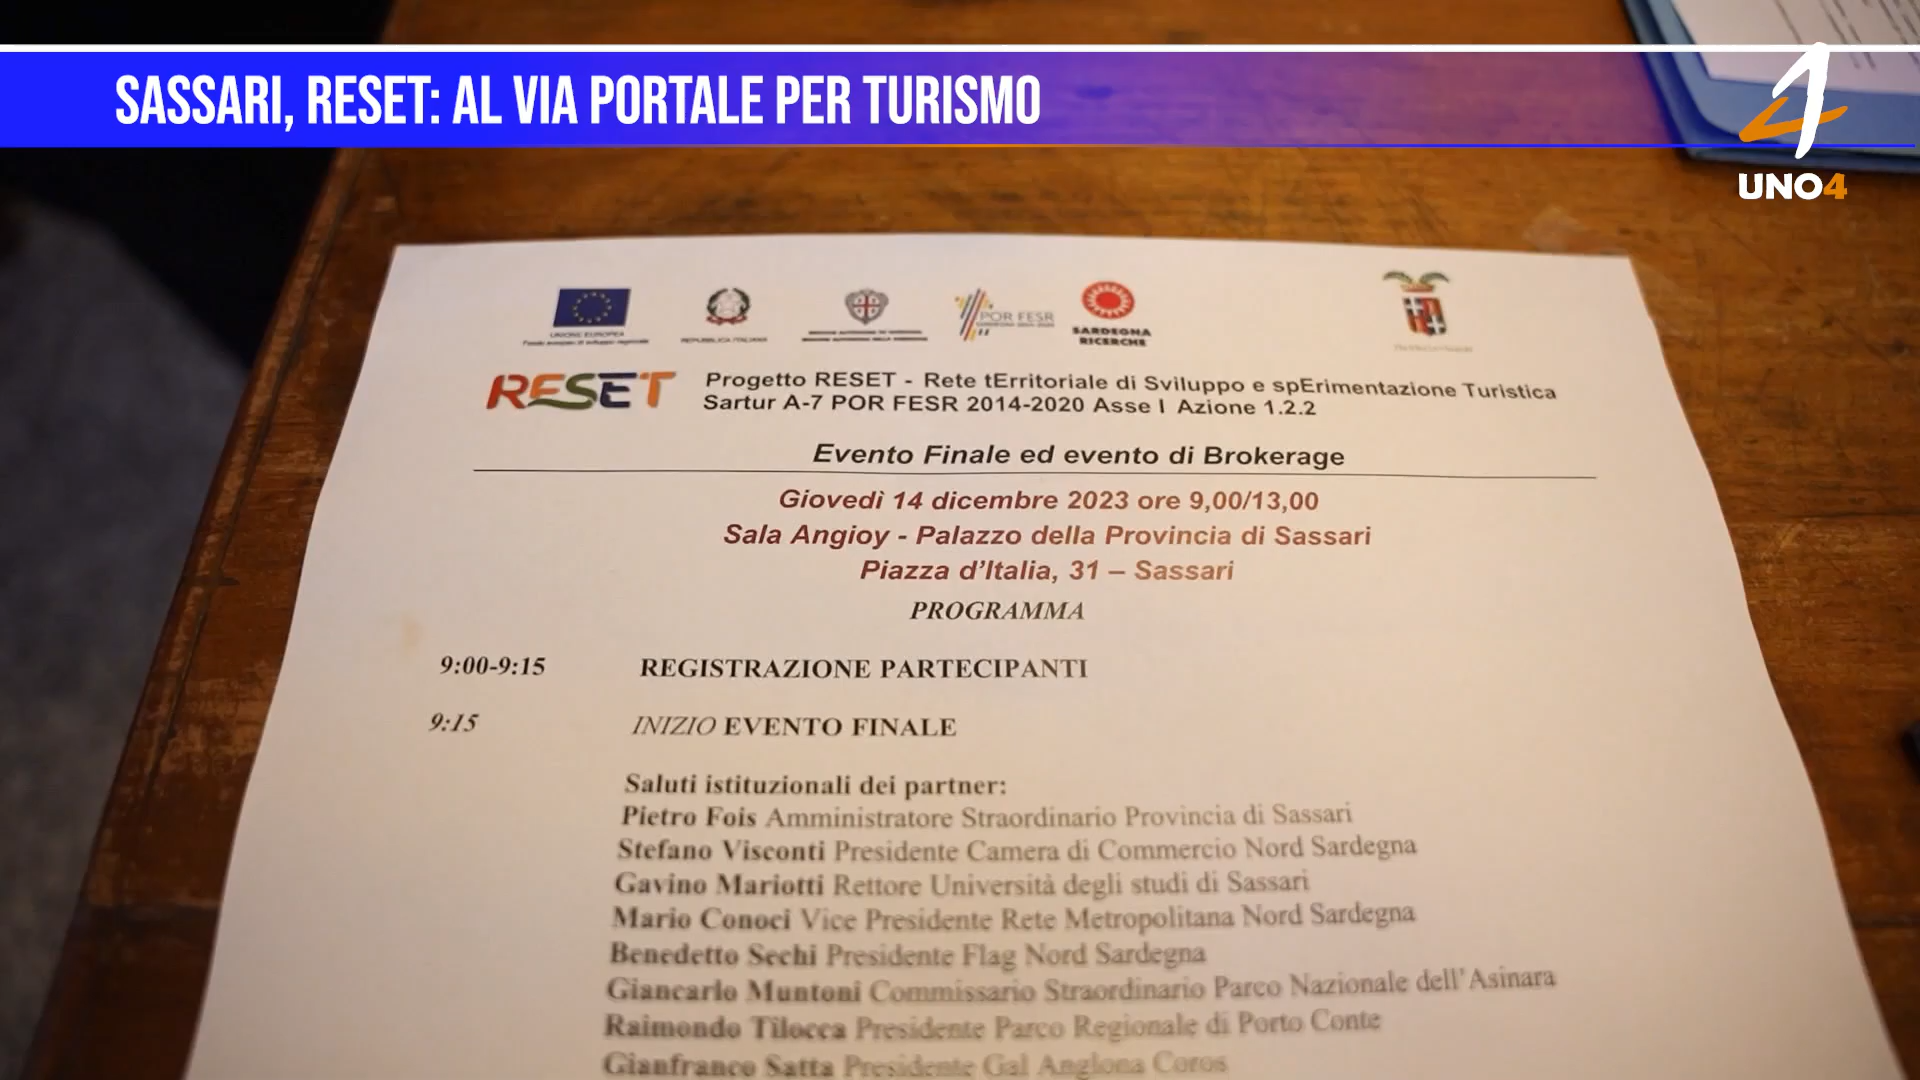 SASSARI, RESET: AL VIA PORTALE PER TURISMO
UNO4
UNIONE EUROPEA
REPUBBLICA ITALIANA
POR FESR
SARDEGNA
RICERCHE
RESET
Progetto RESET - Rete tErritoriale di Sviluppo e spErimentazione Turistica
Sartur A-7 POR FESR 2014-2020 Asse I Azione 1.2.2
Evento Finale ed evento di Brokerage
Giovedì 14 dicembre 2023 ore 9,00/13,00
Sala Angioy - Palazzo della Provincia di Sassari
Piazza d'Italia, 31 – Sassari
PROGRAMMA
9:00-9:15 REGISTRAZIONE PARTECIPANTI
9:15 INIZIO EVENTO FINALE
Saluti istituzionali dei partner:
Pietro Fois Amministratore Straordinario Provincia di Sassari
Stefano Visconti Presidente Camera di Commercio Nord Sardegna
Gavino Mariotti Rettore Università degli studi di Sassari
Mario Conoci Vice Presidente Rete Metropolitana Nord Sardegna
Benedetto Sechi Presidente Flag Nord Sardegna
Giancarlo Muntoni Commissario Straordinario Parco Nazionale dell'Asinara
Raimondo Tilocca Presidente Parco Regionale di Porto Conte
Gianfranco Satta Presidente Gal Anglona Coros